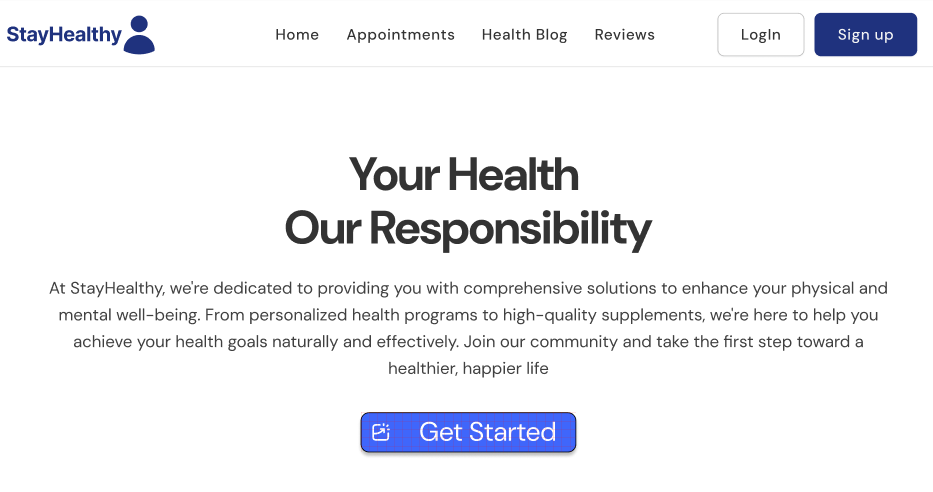 StayHealthy
Home Appointments Health Blog Reviews LogIn Sign up
Your Health
Our Responsibility
At StayHealthy, we're dedicated to providing you with comprehensive solutions to enhance your physical and
mental well-being. From personalized health programs to high-quality supplements, we're here to help you
achieve your health goals naturally and effectively. Join our community and take the first step toward a
healthier, happier life
Get Started